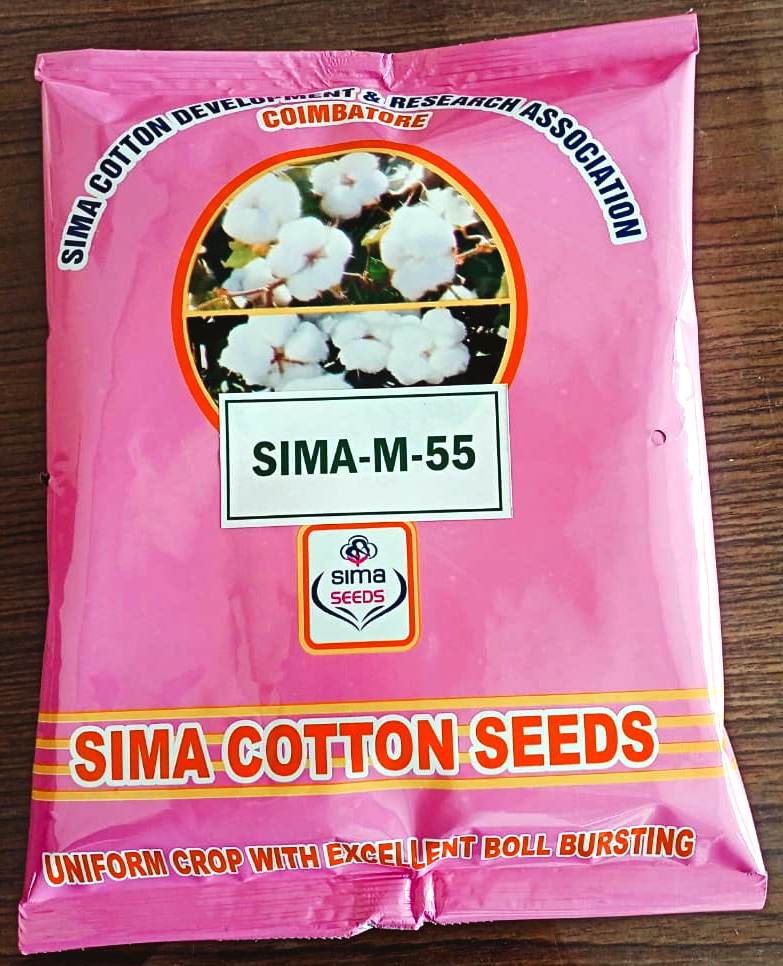 SIMA COTTON DEVELOPMENT & RESEARCH ASSOCIATION
COIMBATORE
SIMA-M-55
sima
SEEDS
SIMA COTTON SEEDS
UNIFORM CROP WITH EXCELLENT BOLL BURSTING